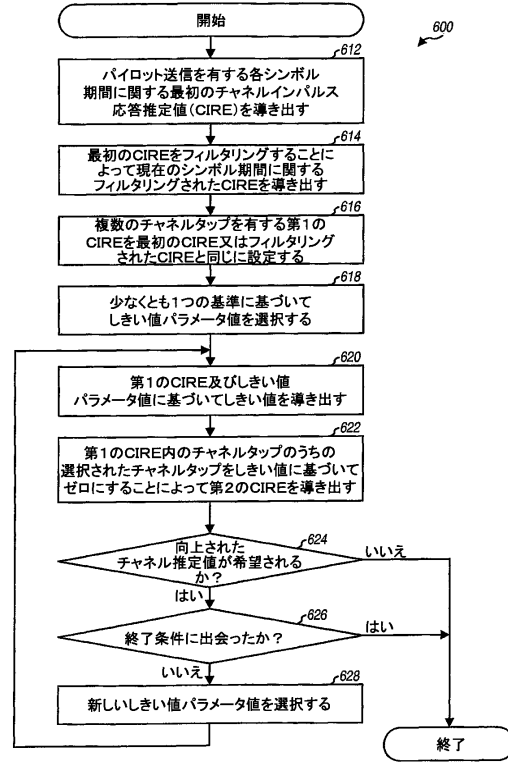 開始
600
612
パイロット送信を有する各シンボル
期間に関する最初のチャネルインパルス
応答推定値(CIRE)を導き出す
614
最初のCIREをフィルタリングすることに
よって現在のシンボル期間に関する
フィルタリングされたCIREを導き出す
616
複数のチャネルタップを有する第1の
CIREを最初のCIRE又はフィルタリング
されたCIREと同じに設定する
618
少なくとも1つの基準に基づいて
しきい値パラメータ値を選択する
620
第1のCIRE及びしきい値
パラメータ値に基づいてしきい値を導き出す
622
第1のCIRE内のチャネルタップのうちの
選択されたチャネルタップをしきい値に基づいて
ゼロにすることによって第2のCIREを導き出す
624
向上された
チャネル推定値が希望される
か?
いいえ
はい
626
終了条件に出会ったか?
はい
いいえ
628
新しいしきい値パラメータ値を選択する
終了